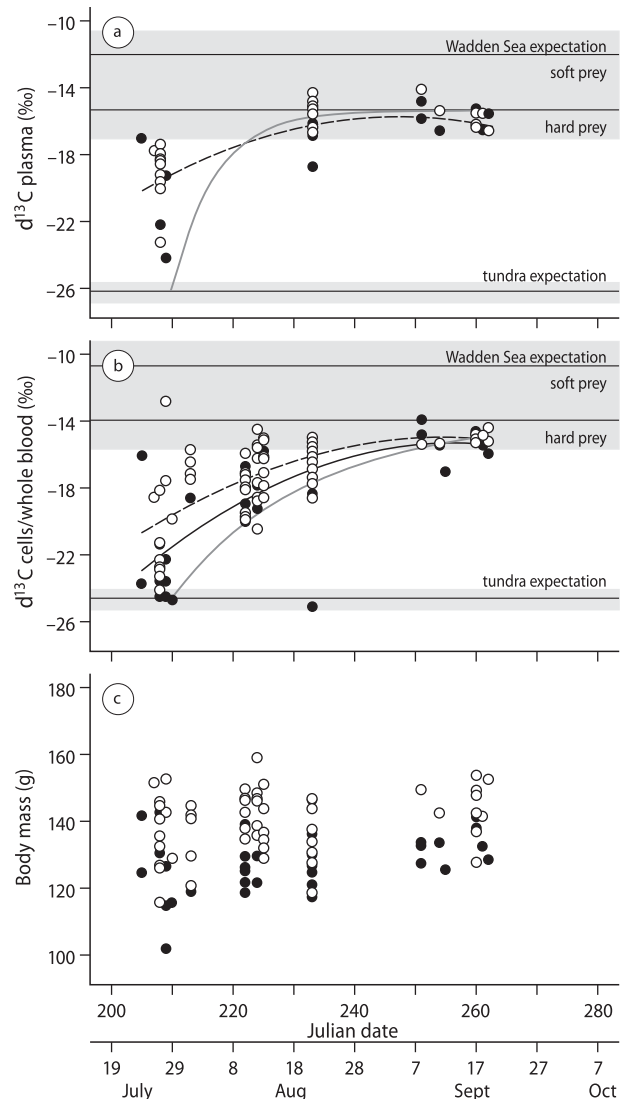 a
−10
−14
−18
−22
−26
d13C plasma (‰)
Wadden Sea expectation
soft prey
hard prey
tundra expectation
b
−10
−14
−18
−22
−26
d13C cells/whole blood (‰)
Wadden Sea expectation
soft prey
hard prey
tundra expectation
c
180
160
140
120
100
Body mass (g)
200 220 240 260 280
Julian date
19 29 8 18 28 7 17 27 7
July Aug Sept Oct